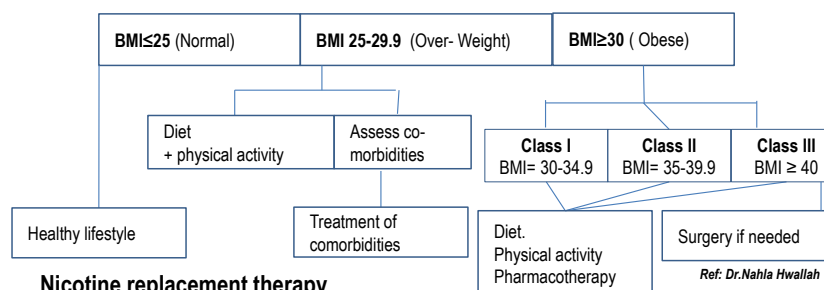 BMI≤25 (Normal)
BMI 25-29.9 (Over- Weight)
BMI≥30 ( Obese)
Diet
+ physical activity
Assess co-
morbidities
Class I
BMI= 30-34.9
Class II
BMI= 35-39.9
Class III
BMI ≥ 40
Healthy lifestyle
Treatment of
comorbidities
Diet.
Physical activity
Pharmacotherapy
Surgery if needed
Ref: Dr.Nahla Hwallah
Nicotine replacement therapy